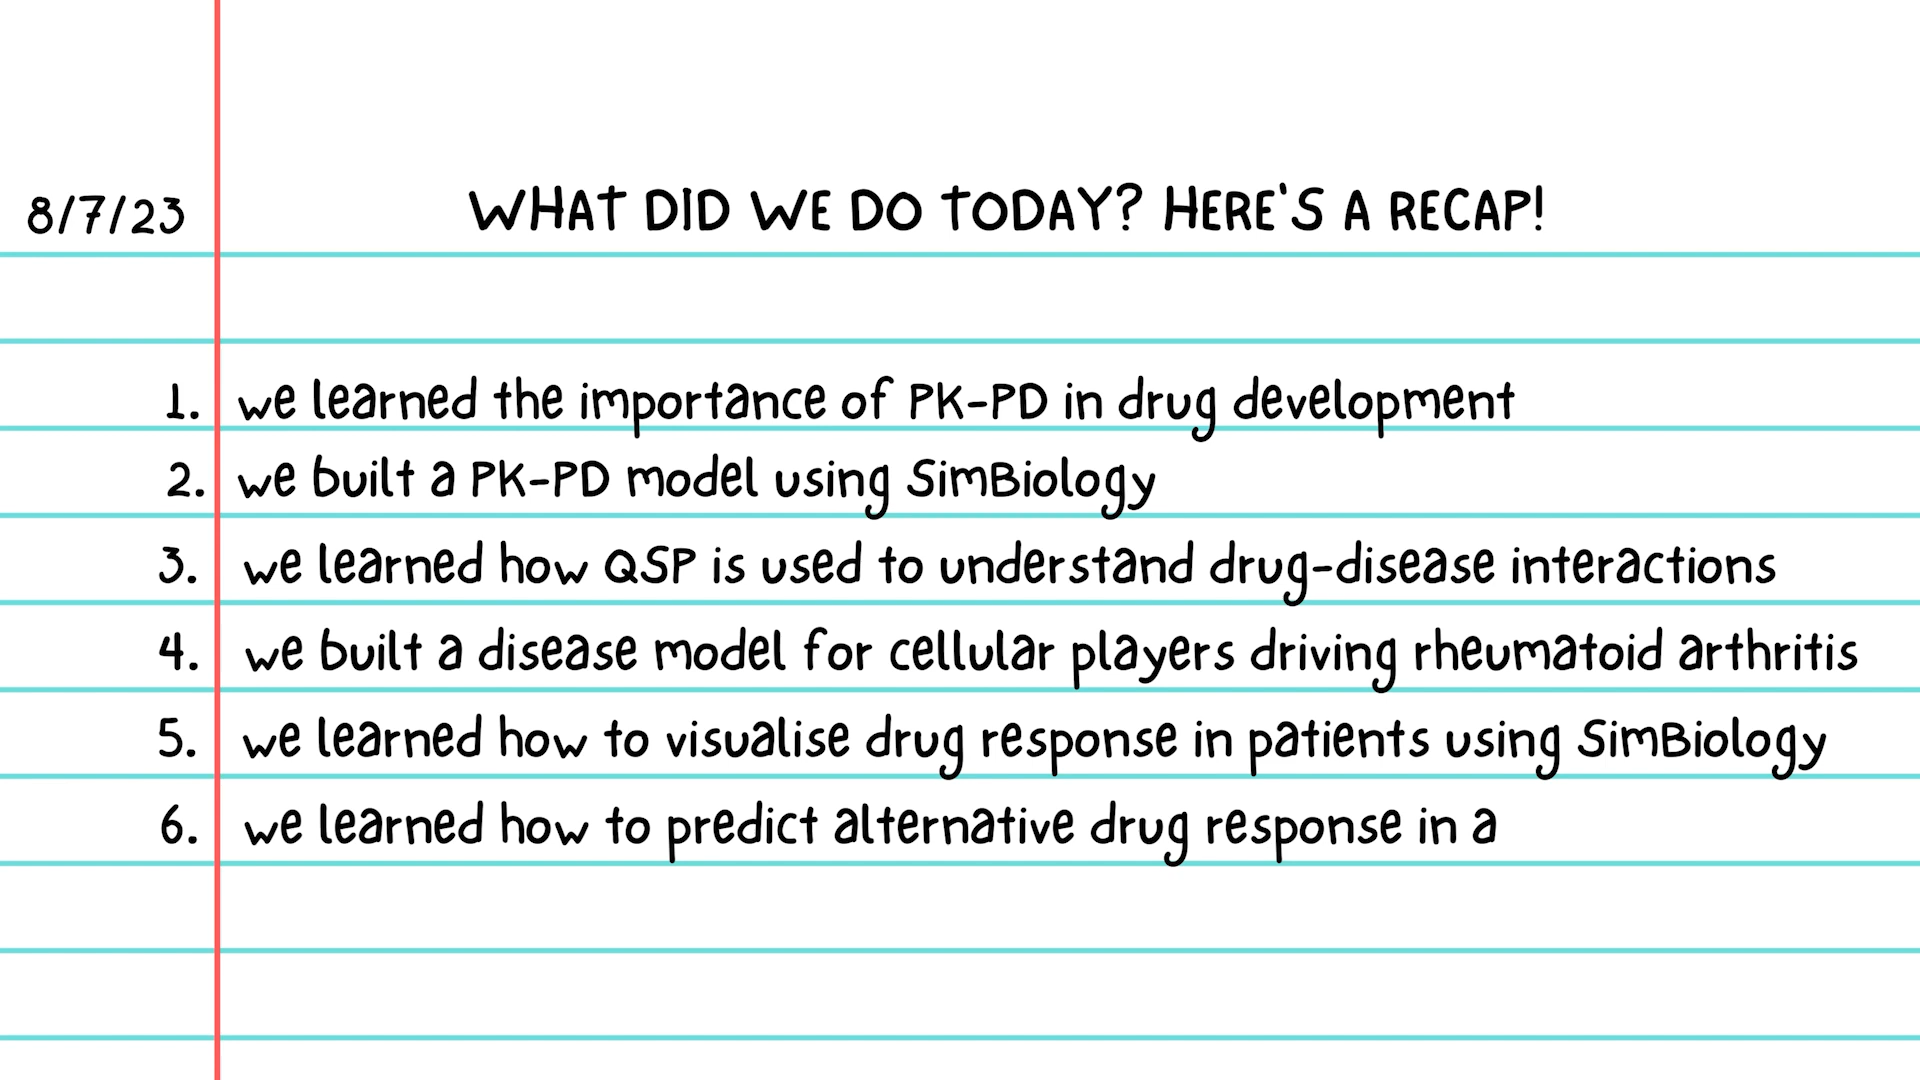 8/7/23 WHAT DID WE DO TODAY? HERE'S A RECAP!
1. we learned the importance of PK-PD in drug development
2. we built a PK-PD model using SimBiology
3. we learned how QSP is used to understand drug-disease interactions
4. we built a disease model for cellular players driving rheumatoid arthritis
5. we learned how to visualise drug response in patients using SimBiology
6. we learned how to predict alternative drug response in a